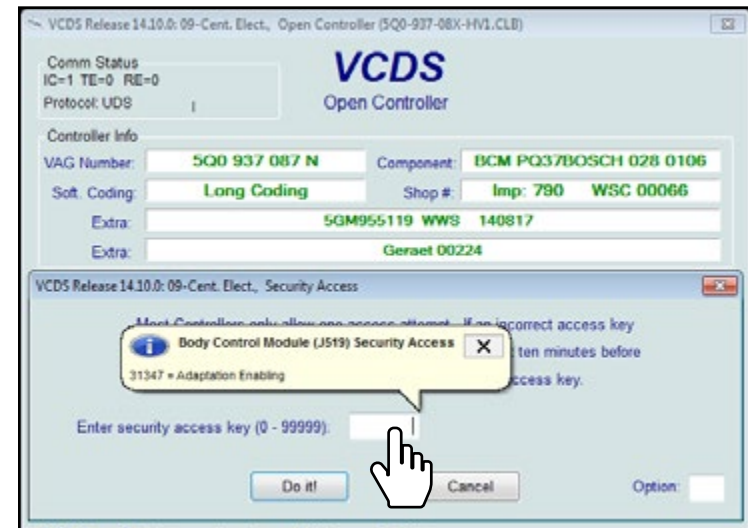 VCDS Release 14.10.0: 09-Cent. Elect., Open Controller (5Q0-937-08X-HV1.CLB)
Comm Status
IC=1 TE=0 RE=0
Protocol: UDS
VCDS
Open Controller
Controller Info
VAG Number: 5Q0 937 087 N Component: BCM PQ37BOSCH 028 0106
Soft. Coding: Long Coding Shop #: Imp: 790 WSC 00066
Extra: 5GM955119 WWS 140817
Extra: Geraet 00224
VCDS Release 14.10.0: 09-Cent. Elect., Security Access
Most Controllers only allow one access attempt. If an incorrect access key
Body Control Module (J519) Security Access X
ten minutes before
31347 = Adaptation Enabling
access key.
Enter security access key (0 - 99999):
Do it!
Cancel
Option: